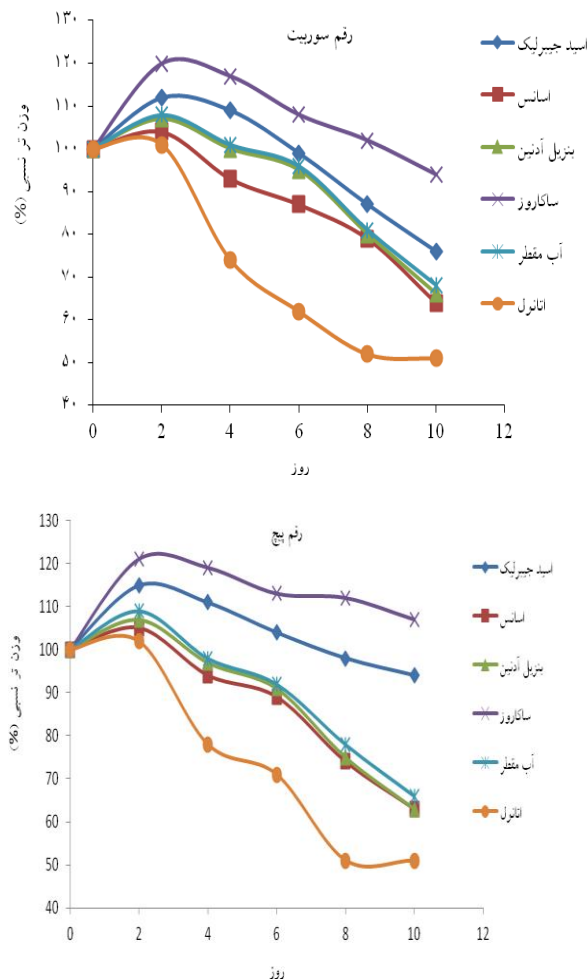 رقم سورپیت
۱۳۰
۱۲۰
۱۱۰
۱۰۰
۹۰
۸۰
۷۰
۶۰
۵۰
۴۰
وزن تر نسبی (%)
0 2 4 6 8 10 12
روز
اسید جیبرلیک
اسانس
بنزیل آدنین
ساکاروز
آب مقطر
اتانرل
رقم پیچ
130
120
110
100
90
80
70
60
50
40
وزن تر نسبی (%)
0 2 4 6 8 10 12
روز
اسید جیبرلیک
اسانس
بنزیل آدنین
ساکاروز
آب مقطر
اتانرل